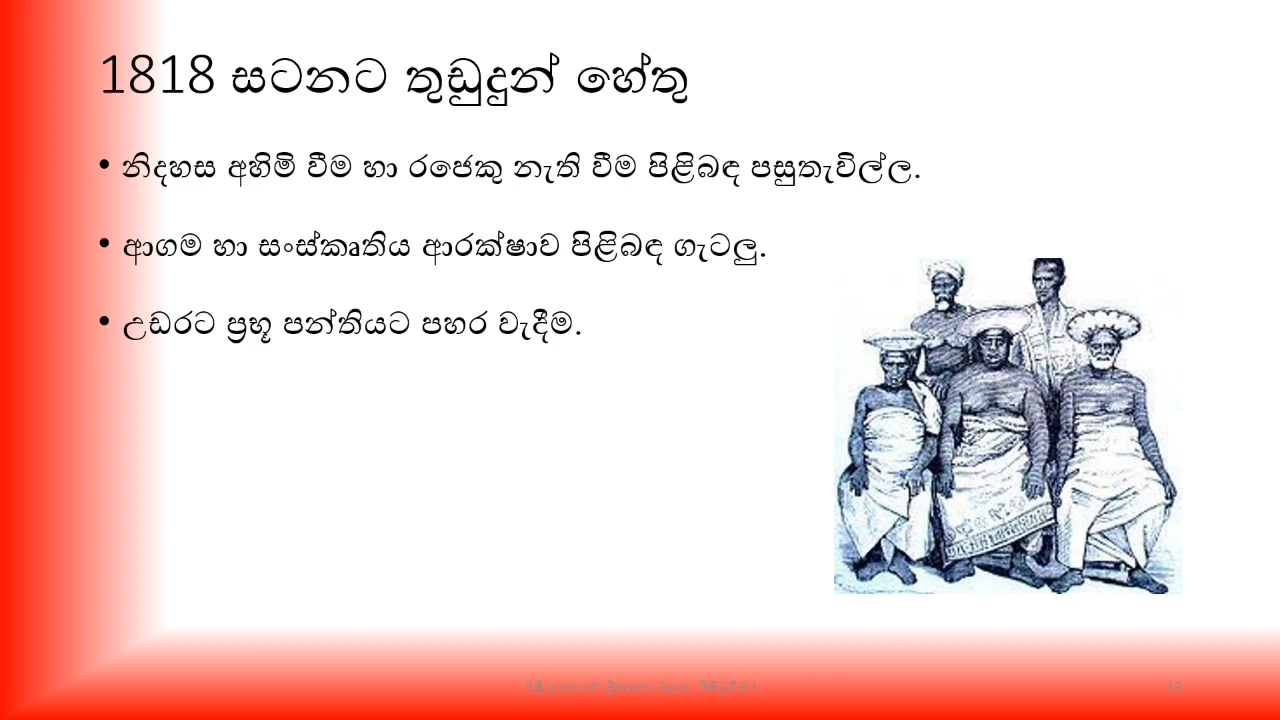 1818 සටනට තුඩුදුන් හේතු
• නිදහස අහිමි වීම හා රජෙකු නැති වීම පිළිබඳ පසුතැවිල්ල.
• ආගම හා සංස්කෘතිය ආරක්ෂාව පිළිබඳ ගැටලු.
• උඩරට ප්‍රභූ පන්තියට පහර වැදීම.
13